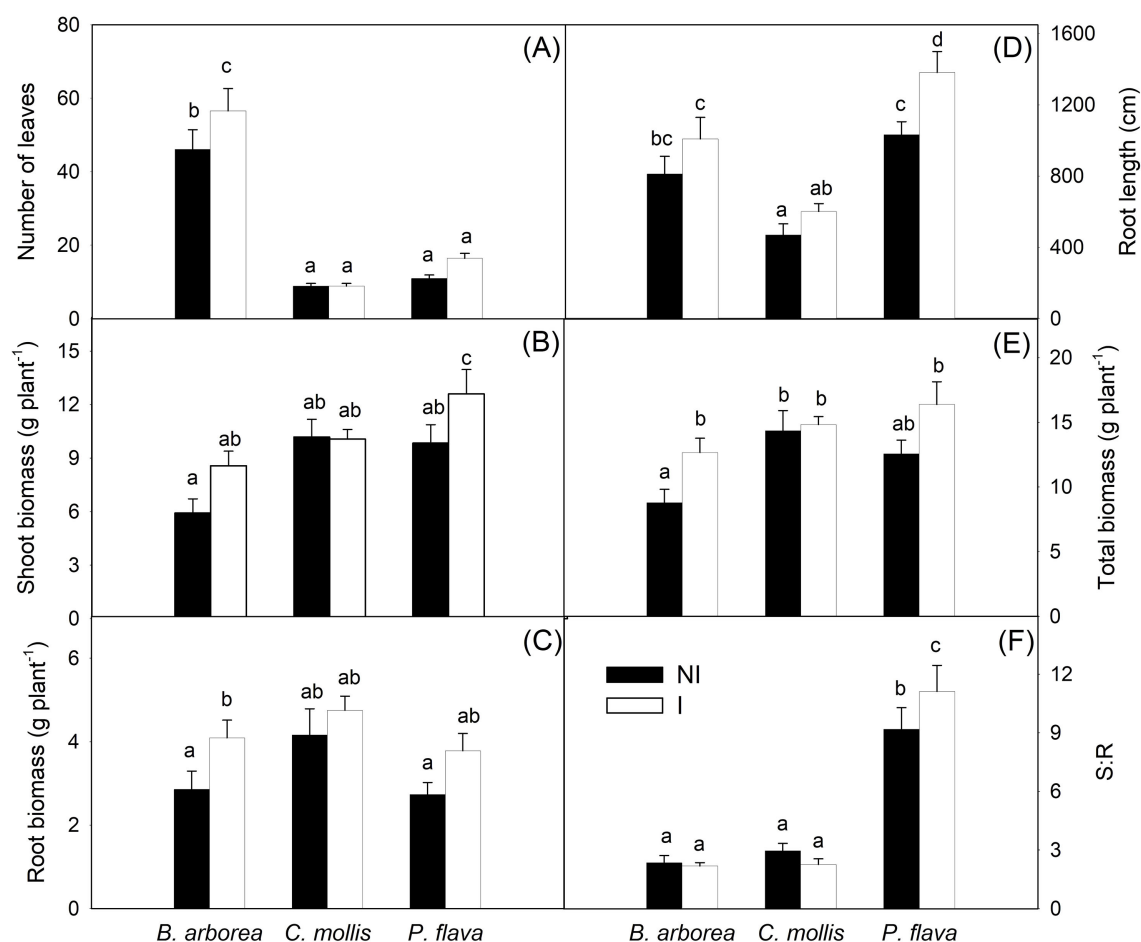 (A)
Number of leaves
80
60
40
20
0
b
c
a
a
a
a
(D)
Root length (cm)
1600
1200
800
400
0
bc
c
a
ab
c
d
(B)
Shoot biomass (g plant⁻¹)
15
12
9
6
3
0
a
ab
ab
ab
ab
c
(E)
Total biomass (g plant⁻¹)
20
15
10
5
0
a
b
b
b
ab
b
(C)
Root biomass (g plant⁻¹)
6
4
2
0
a
b
ab
ab
a
ab
B. arborea C. mollis P. flava
(F)
NI
I
S:R
12
9
6
3
0
a
a
a
a
b
c
B. arborea C. mollis P. flava